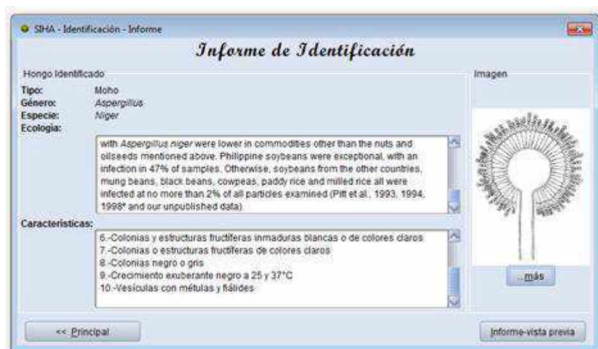 SIHA - Identificación - Informe
Informe de Identificación
Hongo Identificado
Tipo: Moho
Género: Aspergillus
Especie: Niger
Ecología:
with Aspergillus niger were lower in commodities other than the nuts and
oilseeds mentioned above. Philippine soybeans were exceptional, with an
infection in 47% of samples. Otherwise, soybeans from the other countries,
mung beans, black beans, cowpeas, paddy rice and milled rice all were
infected at no more than 2% of all particles examined (Pitt et al., 1993, 1994,
1998* and our unpublished data)
Características:
6.-Colonias y estructuras fructíferas inmaduras blancas o de colores claros
7.-Colonias o estructuras fructíferas de colores claros
8.-Colonias negro o gris
9.-Crecimiento exuberante negro a 25 y 37°C
10.-Vesículas con métulas y fiálides
Imagen
...más
<< Principal
Informe-vista previa